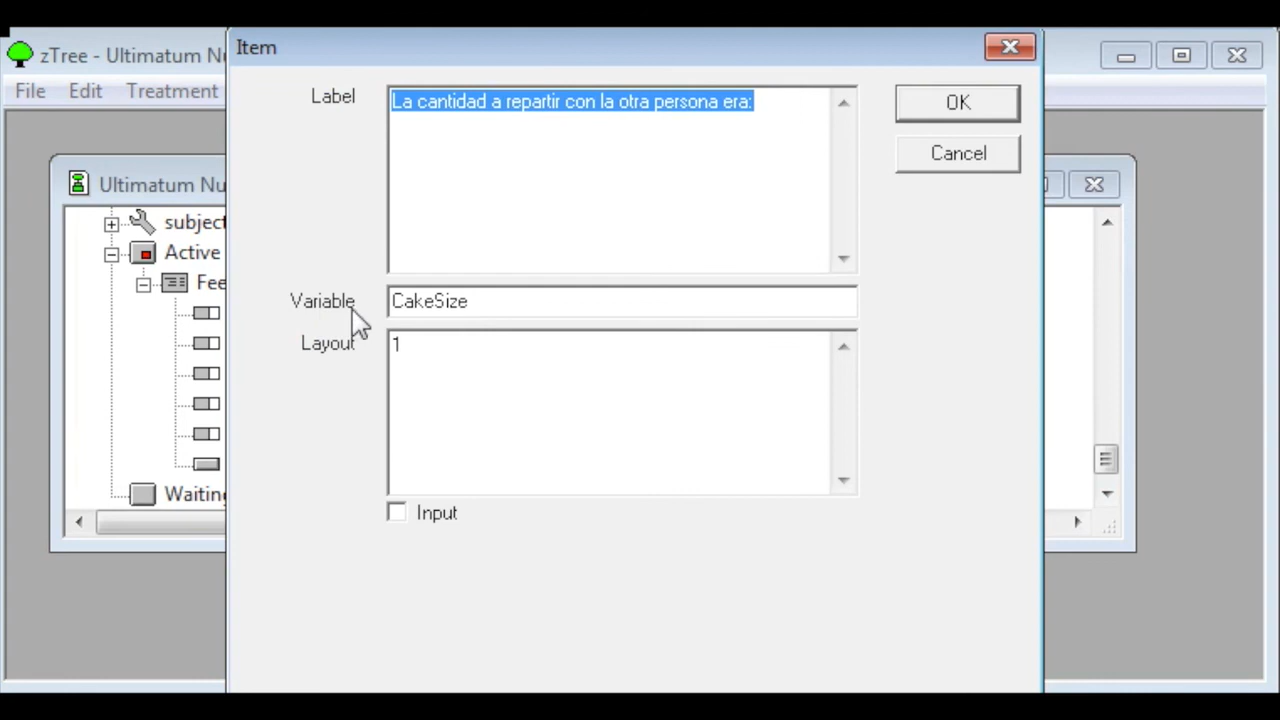 zTree - Ultimatum Nu
Item
File Edit Treatment
Label
La cantidad a repartir con la otra persona era:
OK
Cancel
Ultimatum Nu
subject
Active
Fee
Waiting
Variable
CakeSize
Layout
1
Input